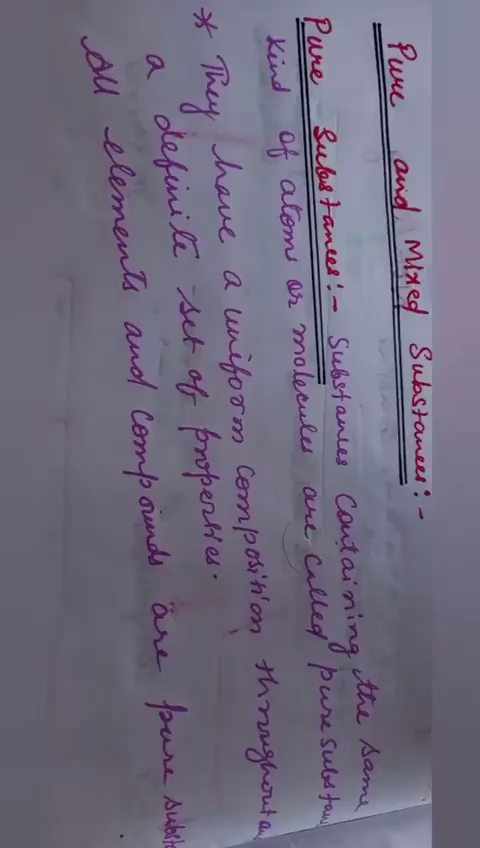 Pure and Mixed Substances:-
Pure Substances:- Substances containing the same
kind of atoms or molecules are called pure substan
* They have a uniform composition throughout an
a definite set of properties.
All elements and compounds are pure subst